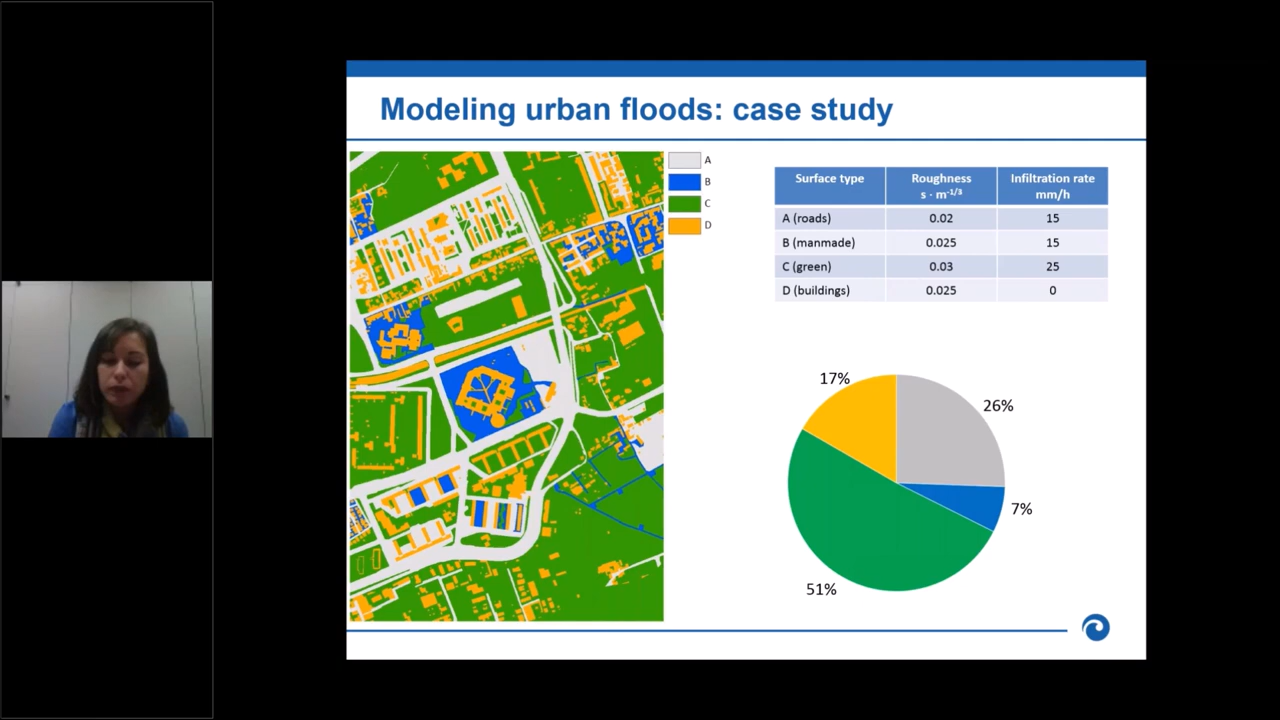 Modeling urban floods: case study
A
B
C
D
Surface type Roughness Infiltration rate
s · m⁻¹/³ mm/h
A (roads) 0.02 15
B (manmade) 0.025 15
C (green) 0.03 25
D (buildings) 0.025 0
17%
26%
7%
51%